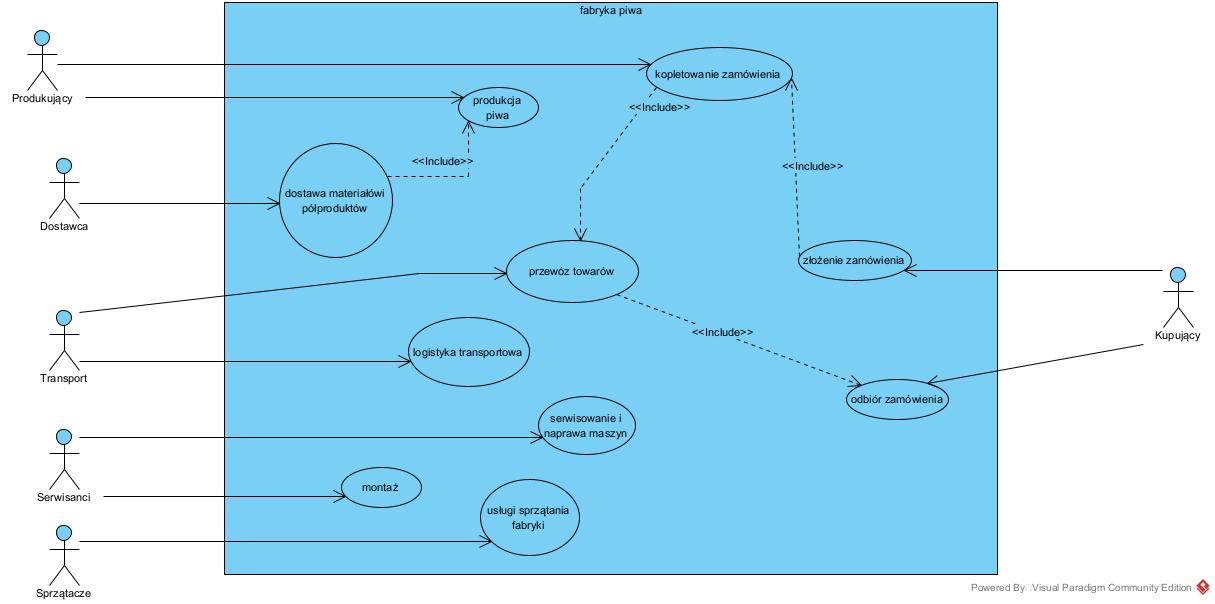 fabryka piwa
kopletowanie zamówienia
Produkujący
produkcja
piwa
<<Include>>
<<Include>>
<<Include>>
dostawa materiałówi
półproduktów
Dostawca
przewóz towarów
złożenie zamówienia
Kupujący
<<Include>>
logistyka transportowa
Transport
odbiór zamówienia
serwisowanie i
naprawa maszyn
montaż
Serwisanci
usługi sprzątania
fabryki
Sprzątacze
Powered By Visual Paradigm Community Edition